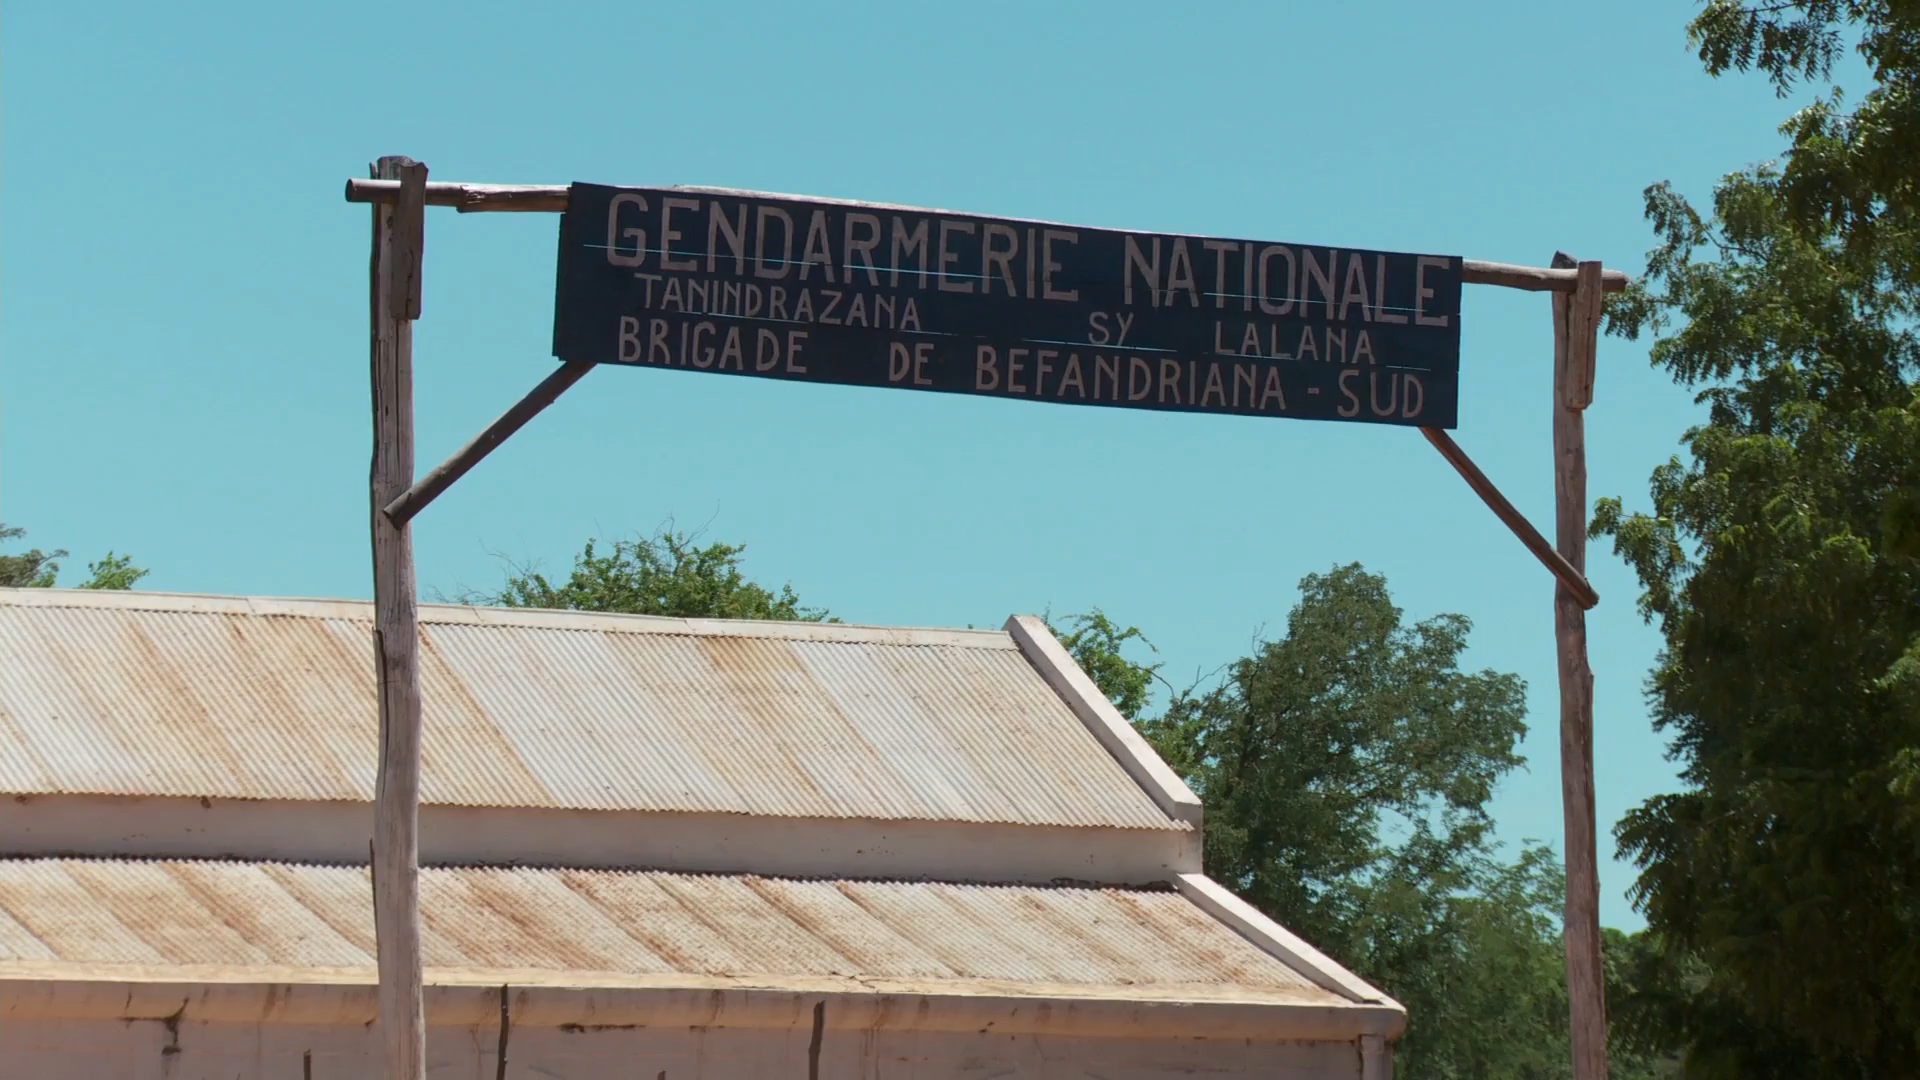 GENDARMERIE NATIONALE
TANINDRAZANA SY LALANA
BRIGADE DE BEFANDRIANA - SUD